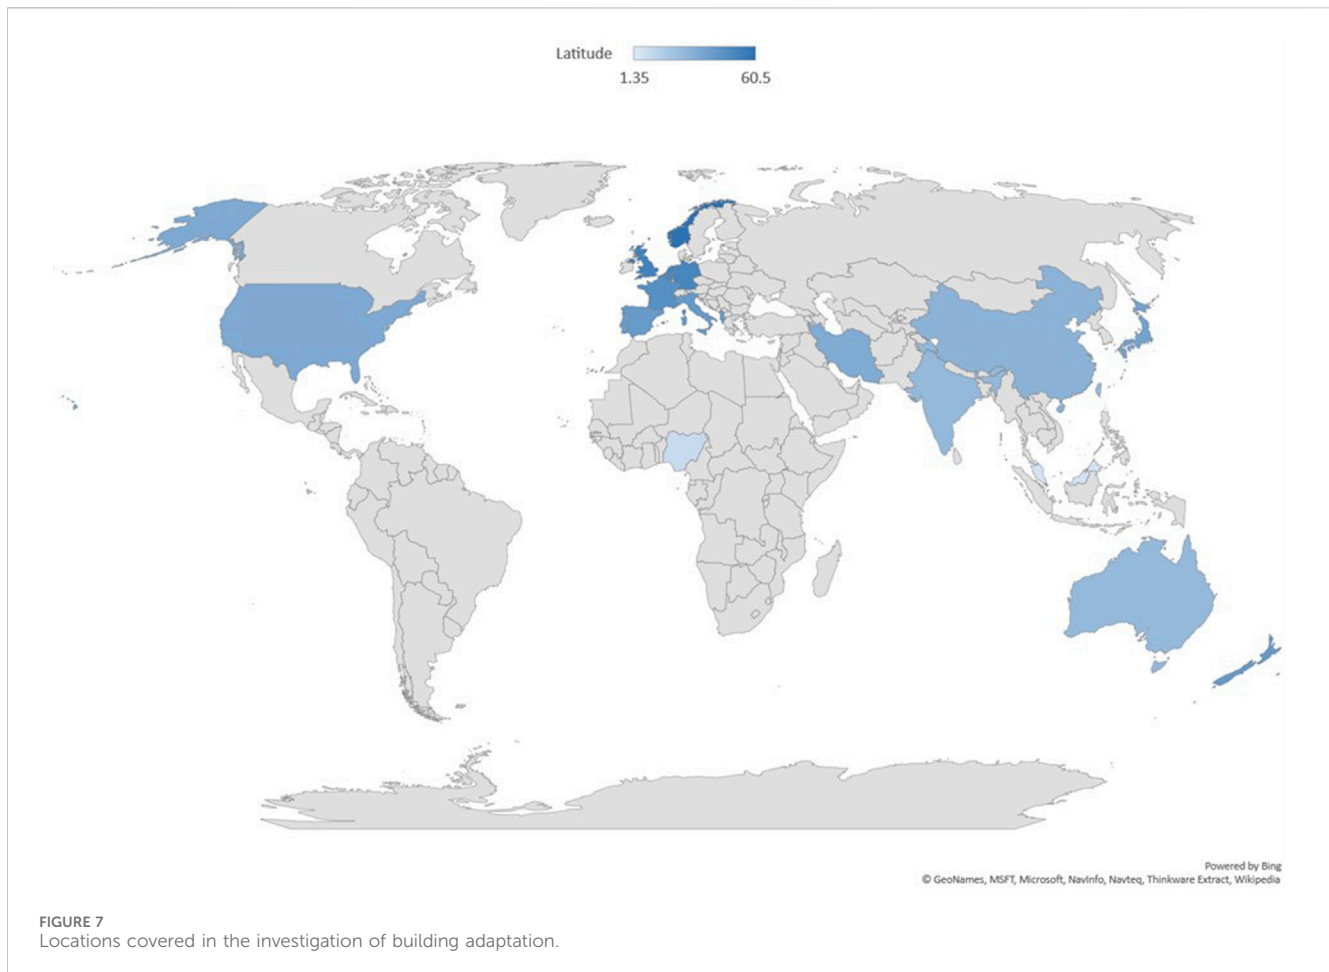 Latitude
1.35 60.5
Powered by Bing
© GeoNames, MSFT, Microsoft, NavInfo, Navteq, Thinkware Extract, Wikipedia
FIGURE 7
Locations covered in the investigation of building adaptation.